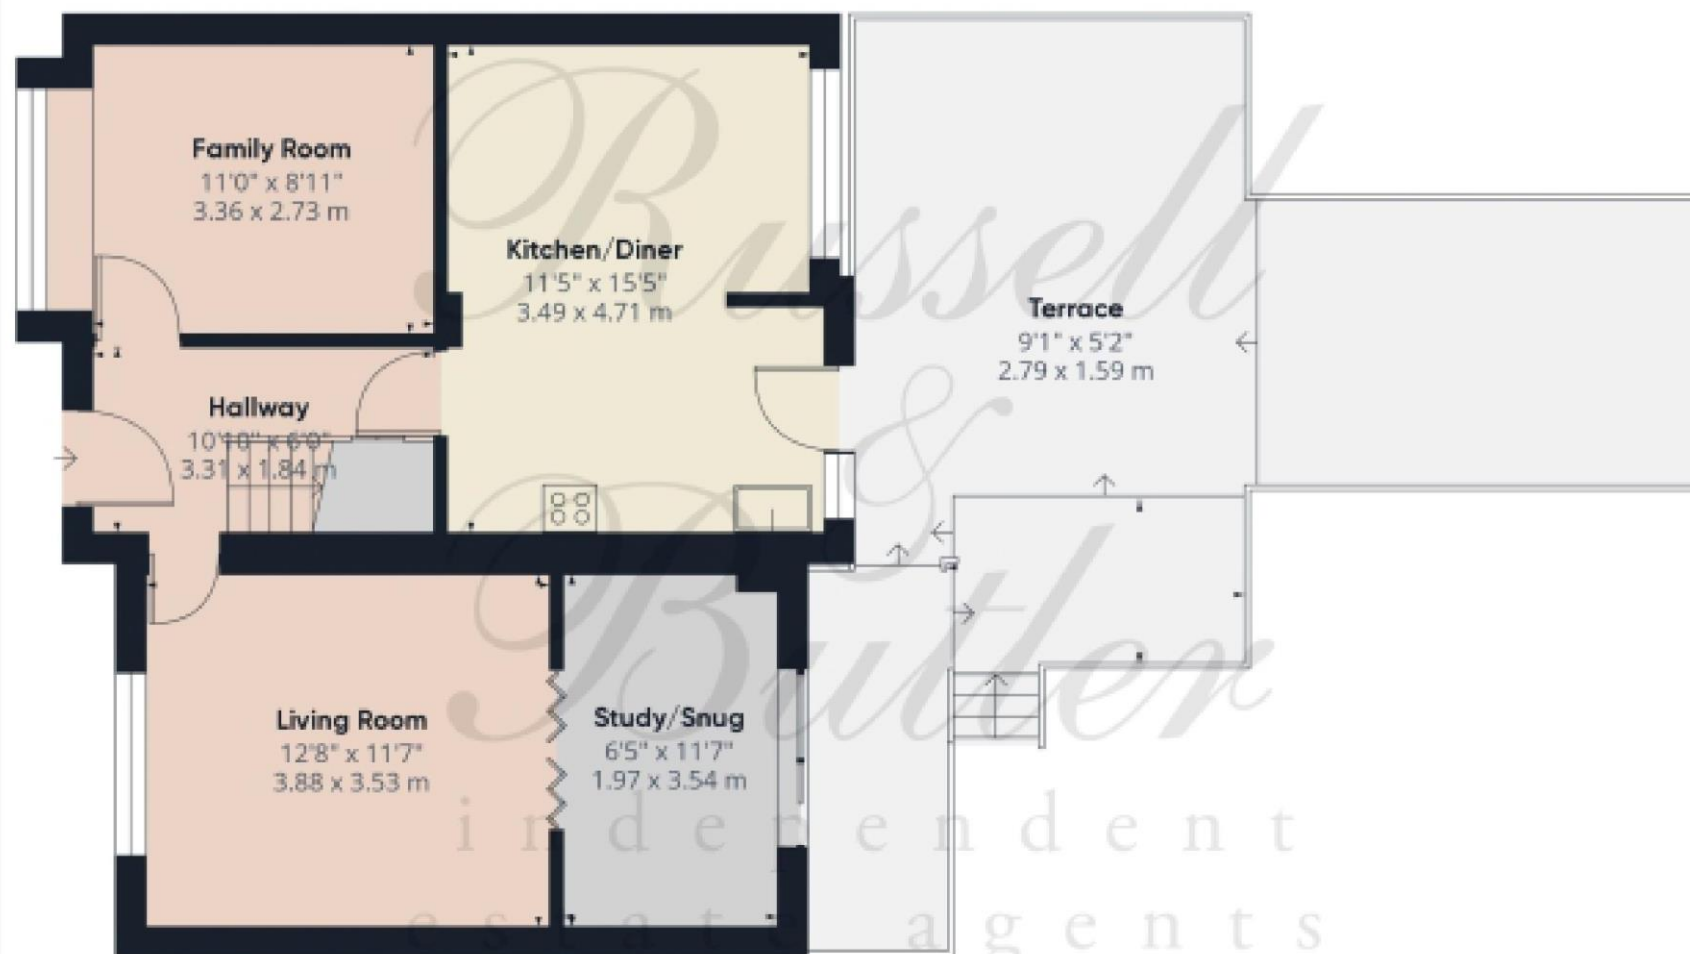 Family Room
11'0" x 8'11"
3.36 x 2.73 m
Kitchen/Diner
11'5" x 15'5"
3.49 x 4.71 m
Terrace
9'1" x 5'2"
2.79 x 1.59 m
Hallway
10'10" x 6'0"
3.31 x 1.84 m
Living Room
12'8" x 11'7"
3.88 x 3.53 m
Study/Snug
6'5" x 11'7"
1.97 x 3.54 m
Russell
&
Butler
independent
estate agents